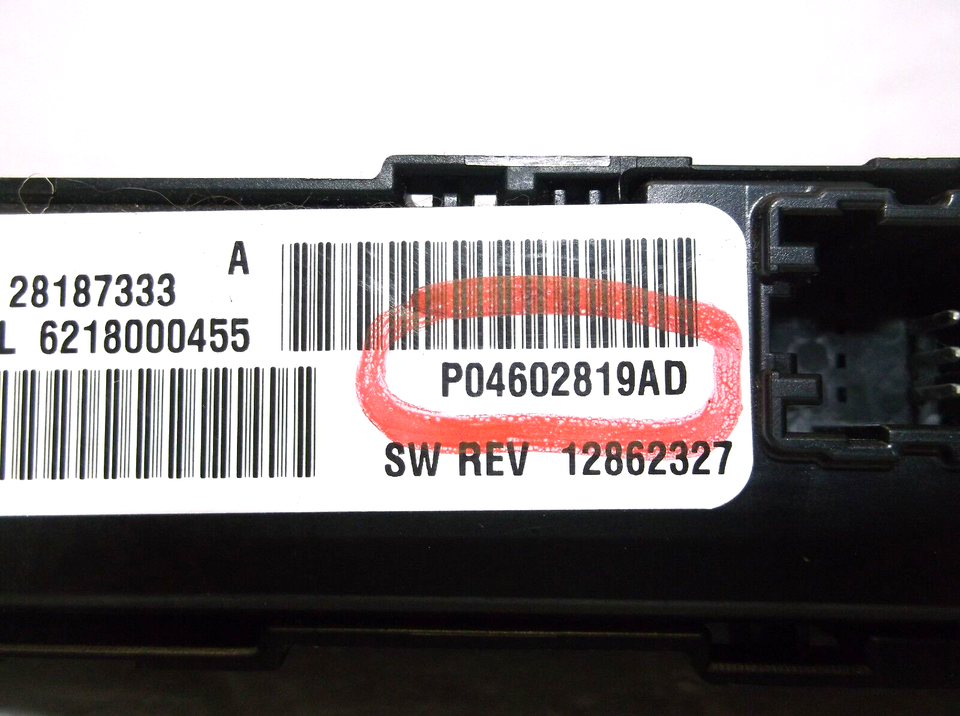 A
28187333
L 6218000455
P04602819AD
SW REV 12862327